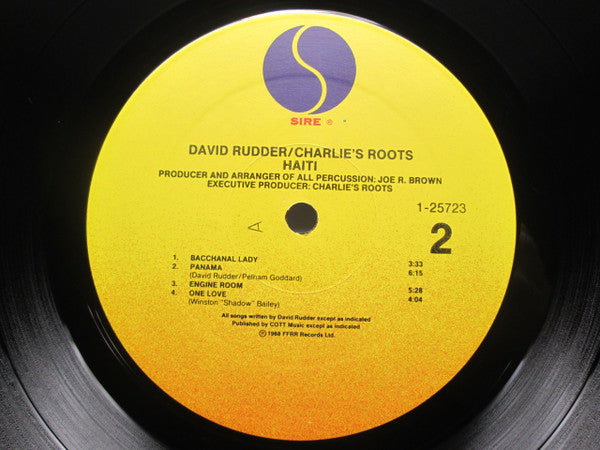 SIRE ®
DAVID RUDDER/CHARLIE'S ROOTS
HAITI
PRODUCER AND ARRANGER OF ALL PERCUSSION: JOE R. BROWN
EXECUTIVE PRODUCER: CHARLIE'S ROOTS
1-25723
A
2
1. BACCHANAL LADY 3:33
2. PANAMA 6:15
(David Rudder/Pelham Goddard)
3. ENGINE ROOM 5:28
4. ONE LOVE 4:04
(Winston "Shadow" Bailey)
All songs written by David Rudder except as indicated
Published by COTT Music except as indicated
℗ 1988 FFRR Records Ltd.